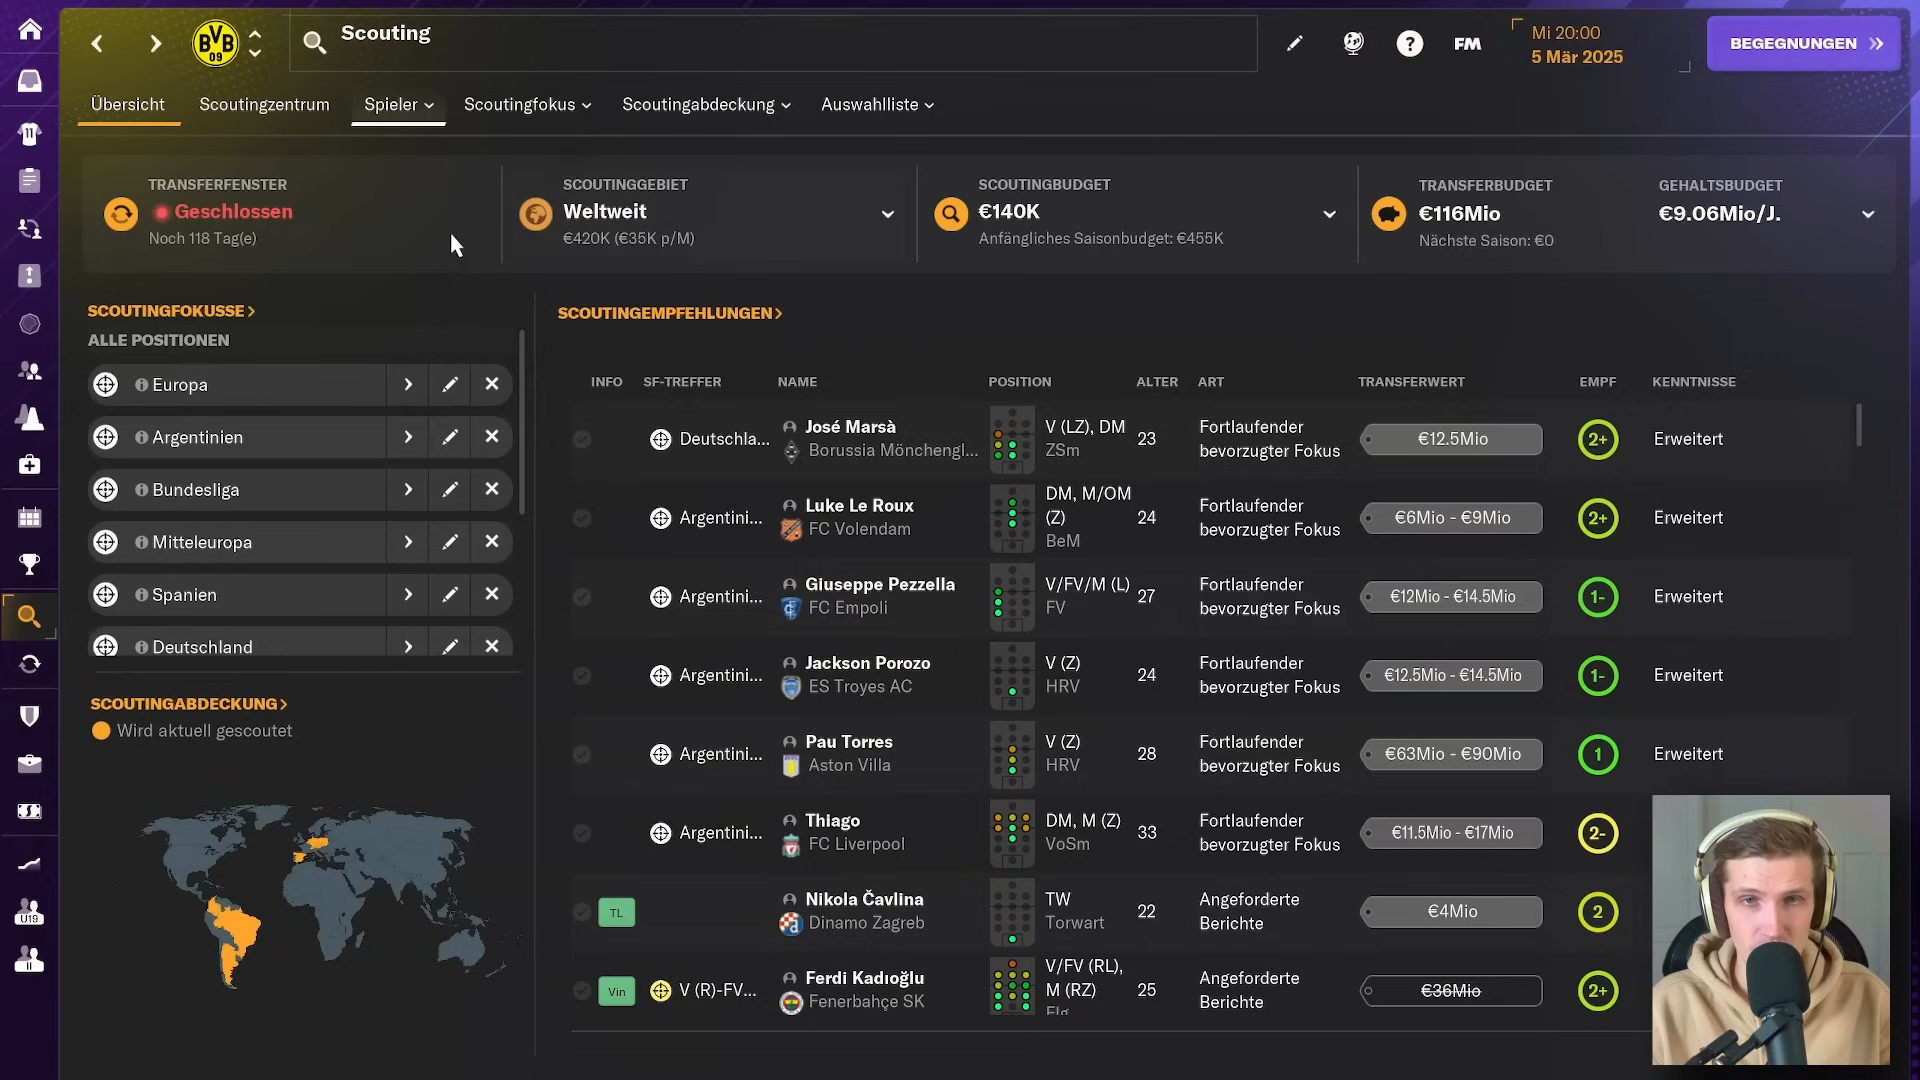 BVB
09
Scouting
FM
Mi 20:00
5 Mär 2025
BEGEGNUNGEN
Übersicht
Scoutingzentrum
Spieler
Scoutingfokus
Scoutingabdeckung
Auswahlliste
TRANSFERFENSTER
Geschlossen
Noch 118 Tag(e)
SCOUTINGGEBIET
Weltweit
€420K (€35K p/M)
SCOUTINGBUDGET
€140K
Anfängliches Saisonbudget: €455K
TRANSFERBUDGET
€116Mio
Nächste Saison: €0
GEHALTSBUDGET
€9.06Mio/J.
SCOUTINGFOKUSSE
ALLE POSITIONEN
Europa
Argentinien
Bundesliga
Mitteleuropa
Spanien
Deutschland
SCOUTINGABDECKUNG
Wird aktuell gescoutet
SCOUTINGEMPFEHLUNGEN
INFO SF-TREFFER NAME POSITION ALTER ART TRANSFERWERT EMPF KENNTNISSE
Deutschla... José Marsà V (LZ), DM 23 Fortlaufender €12.5Mio 2+ Erweitert
Borussia Mönchengl... ZSm bevorzugter Fokus
Argentini... Luke Le Roux DM, M/OM (Z) 24 Fortlaufender €6Mio - €9Mio 2+ Erweitert
FC Volendam BeM bevorzugter Fokus
Argentini... Giuseppe Pezzella V/FV/M (L) 27 Fortlaufender €12Mio - €14.5Mio 1- Erweitert
FC Empoli FV bevorzugter Fokus
Argentini... Jackson Porozo V (Z) 24 Fortlaufender €12.5Mio - €14.5Mio 1- Erweitert
ES Troyes AC HRV bevorzugter Fokus
Argentini... Pau Torres V (Z) 28 Fortlaufender €63Mio - €90Mio 1 Erweitert
Aston Villa HRV bevorzugter Fokus
Argentini... Thiago DM, M (Z) 33 Fortlaufender €11.5Mio - €17Mio 2-
FC Liverpool VoSm bevorzugter Fokus
TL Nikola Čavlina TW 22 Angeforderte €4Mio 2
Dinamo Zagreb Torwart Berichte
Vin V (R)-FV... Ferdi Kadıoğlu V/FV (RL), M (RZ) 25 Angeforderte €36Mio 2+
Fenerbahçe SK Flg Berichte
11
U19
II